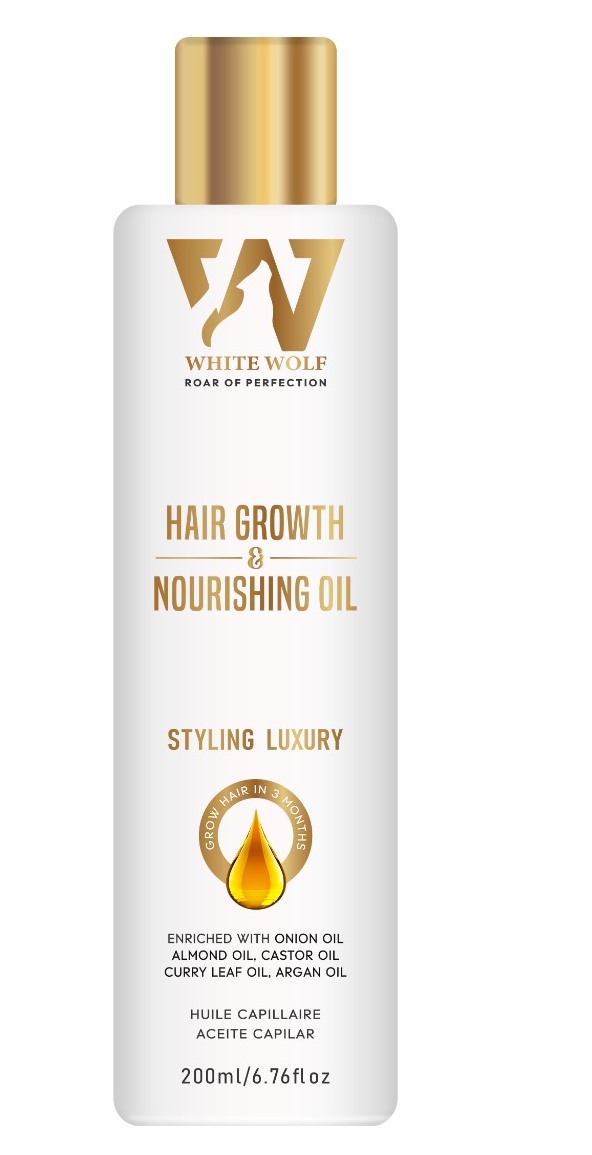 WHITE WOLF
ROAR OF PERFECTION
HAIR GROWTH
&
NOURISHING OIL
STYLING LUXURY
GROW HAIR IN 3 MONTHS
ENRICHED WITH ONION OIL
ALMOND OIL, CASTOR OIL
CURRY LEAF OIL, ARGAN OIL
HUILE CAPILLAIRE
ACEITE CAPILAR
200ml/6.76fl oz